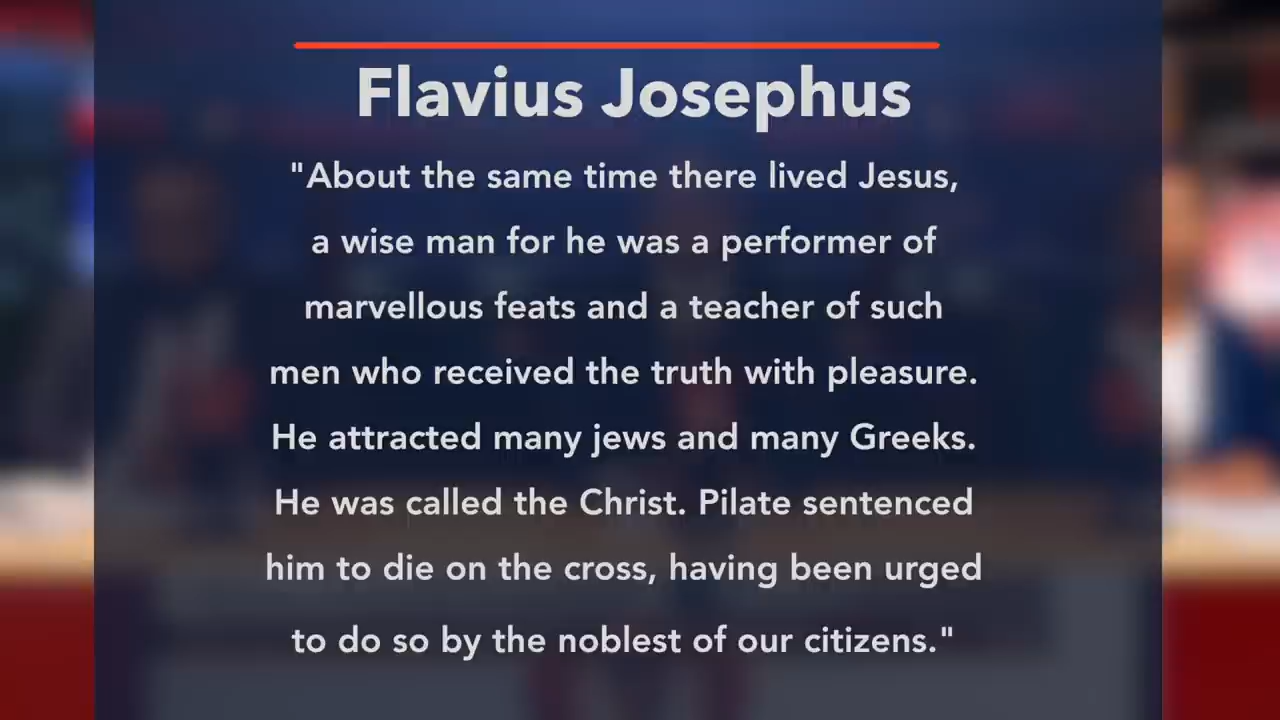 Flavius Josephus
"About the same time there lived Jesus,
a wise man for he was a performer of
marvellous feats and a teacher of such
men who received the truth with pleasure.
He attracted many jews and many Greeks.
He was called the Christ. Pilate sentenced
him to die on the cross, having been urged
to do so by the noblest of our citizens."